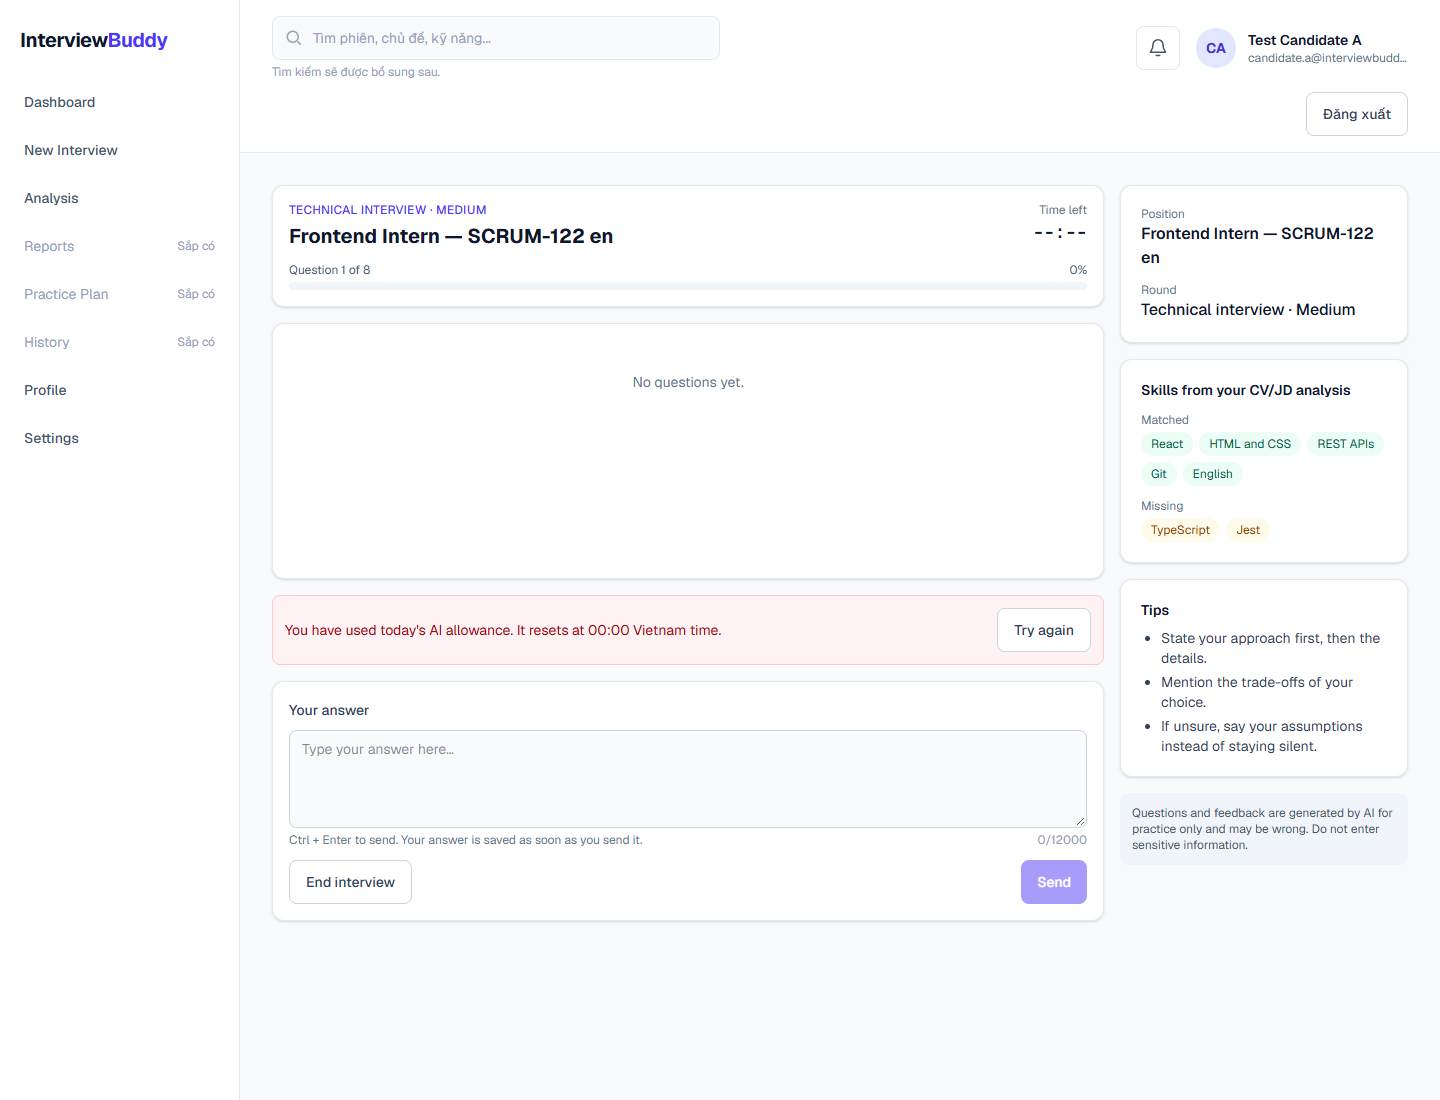 InterviewBuddy
Dashboard
New Interview
Analysis
Reports Sắp có
Practice Plan Sắp có
History Sắp có
Profile
Settings
Tìm phiên, chủ đề, kỹ năng...
Tìm kiếm sẽ được bổ sung sau.
CA
Test Candidate A
candidate.a@interviewbudd...
Đăng xuất
TECHNICAL INTERVIEW · MEDIUM
Time left
Frontend Intern — SCRUM-122 en
--:--
Question 1 of 8
0%
No questions yet.
You have used today's AI allowance. It resets at 00:00 Vietnam time.
Try again
Your answer
Type your answer here...
Ctrl + Enter to send. Your answer is saved as soon as you send it.
0/12000
End interview
Send
Position
Frontend Intern — SCRUM-122
en
Round
Technical interview · Medium
Skills from your CV/JD analysis
Matched
React HTML and CSS REST APIs
Git English
Missing
TypeScript Jest
Tips
• State your approach first, then the
details.
• Mention the trade-offs of your
choice.
• If unsure, say your assumptions
instead of staying silent.
Questions and feedback are generated by AI for
practice only and may be wrong. Do not enter
sensitive information.